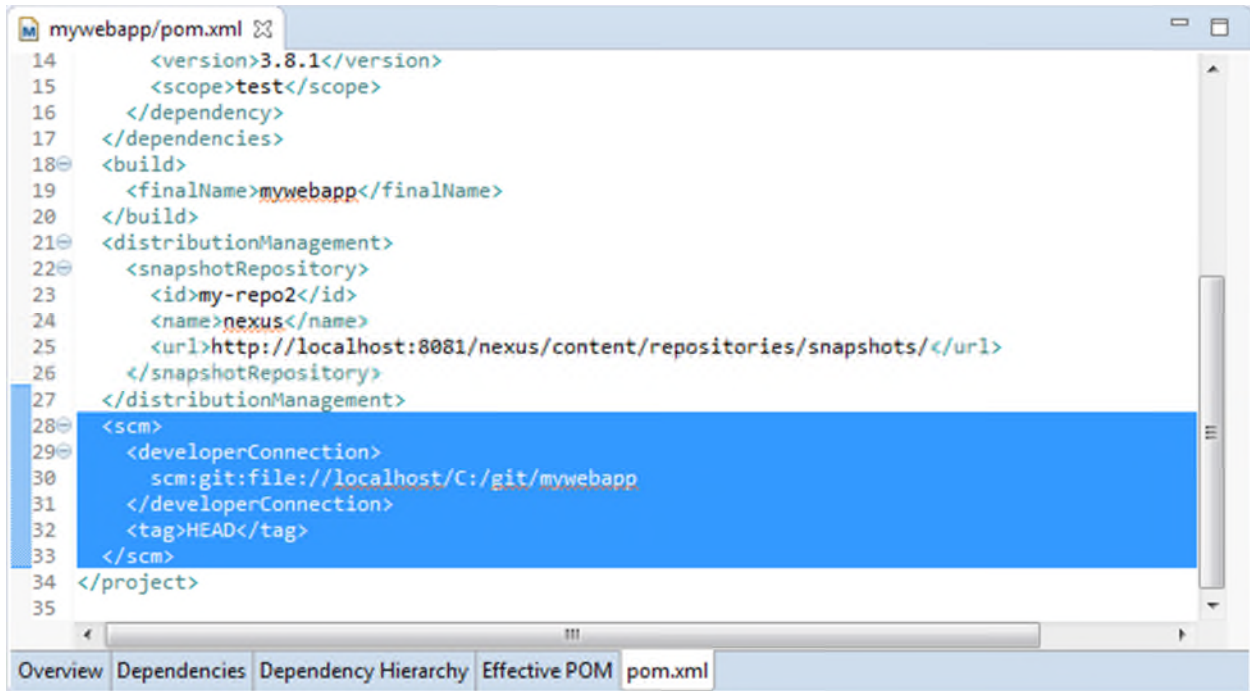 mywebapp/pom.xml
14 <version>3.8.1</version>
15 <scope>test</scope>
16 </dependency>
17 </dependencies>
18 <build>
19 <finalName>mywebapp</finalName>
20 </build>
21 <distributionManagement>
22 <snapshotRepository>
23 <id>my-repo2</id>
24 <name>nexus</name>
25 <url>http://localhost:8081/nexus/content/repositories/snapshots/</url>
26 </snapshotRepository>
27 </distributionManagement>
28 <scm>
29 <developerConnection>
30 scm:git:file://localhost/C:/git/mywebapp
31 </developerConnection>
32 <tag>HEAD</tag>
33 </scm>
34 </project>
35
Overview Dependencies Dependency Hierarchy Effective POM pom.xml